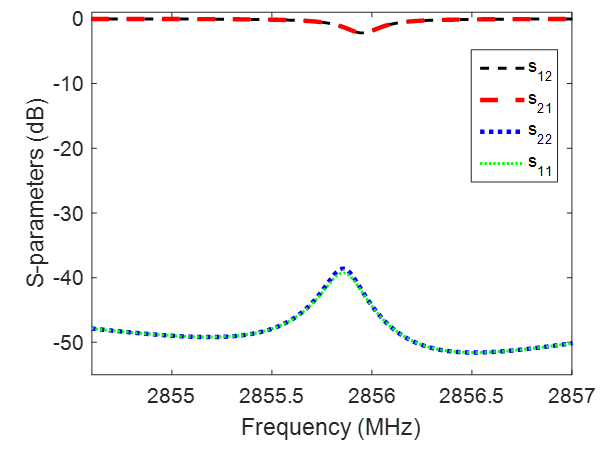 0
-10
-20
-30
-40
-50
S-parameters (dB)
s12
s21
s22
s11
2855
2855.5
2856
2856.5
2857
Frequency (MHz)